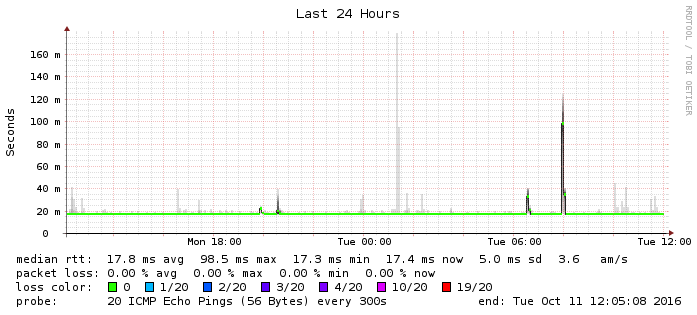 Last 24 Hours
RRDTOOL / TOBI OETIKER
Seconds
160 m
140 m
120 m
100 m
80 m
60 m
40 m
20 m
0
Mon 18:00 Tue 00:00 Tue 06:00 Tue 12:00
median rtt: 17.8 ms avg 98.5 ms max 17.3 ms min 17.4 ms now 5.0 ms sd 3.6 am/s
packet loss: 0.00 % avg 0.00 % max 0.00 % min 0.00 % now
loss color: 0 1/20 2/20 3/20 4/20 10/20 19/20
probe: 20 ICMP Echo Pings (56 Bytes) every 300s end: Tue Oct 11 12:05:08 2016